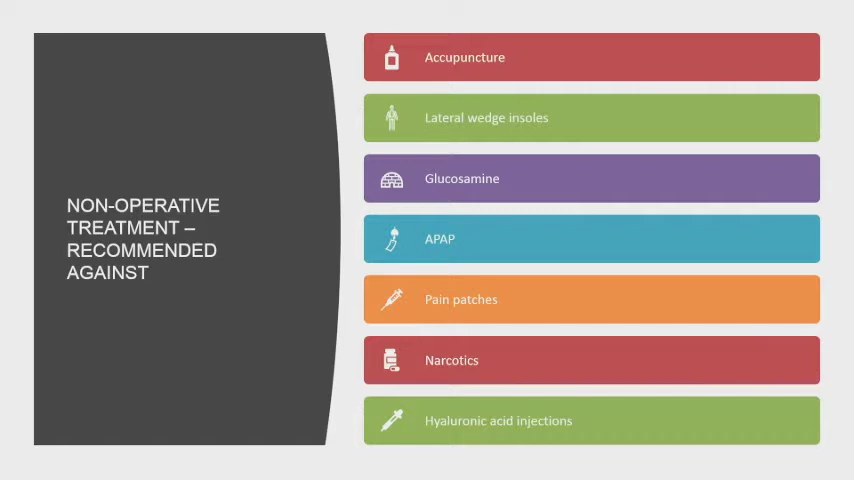 NON-OPERATIVE
TREATMENT –
RECOMMENDED
AGAINST
Accupuncture
Lateral wedge insoles
Glucosamine
APAP
Pain patches
Narcotics
Hyaluronic acid injections